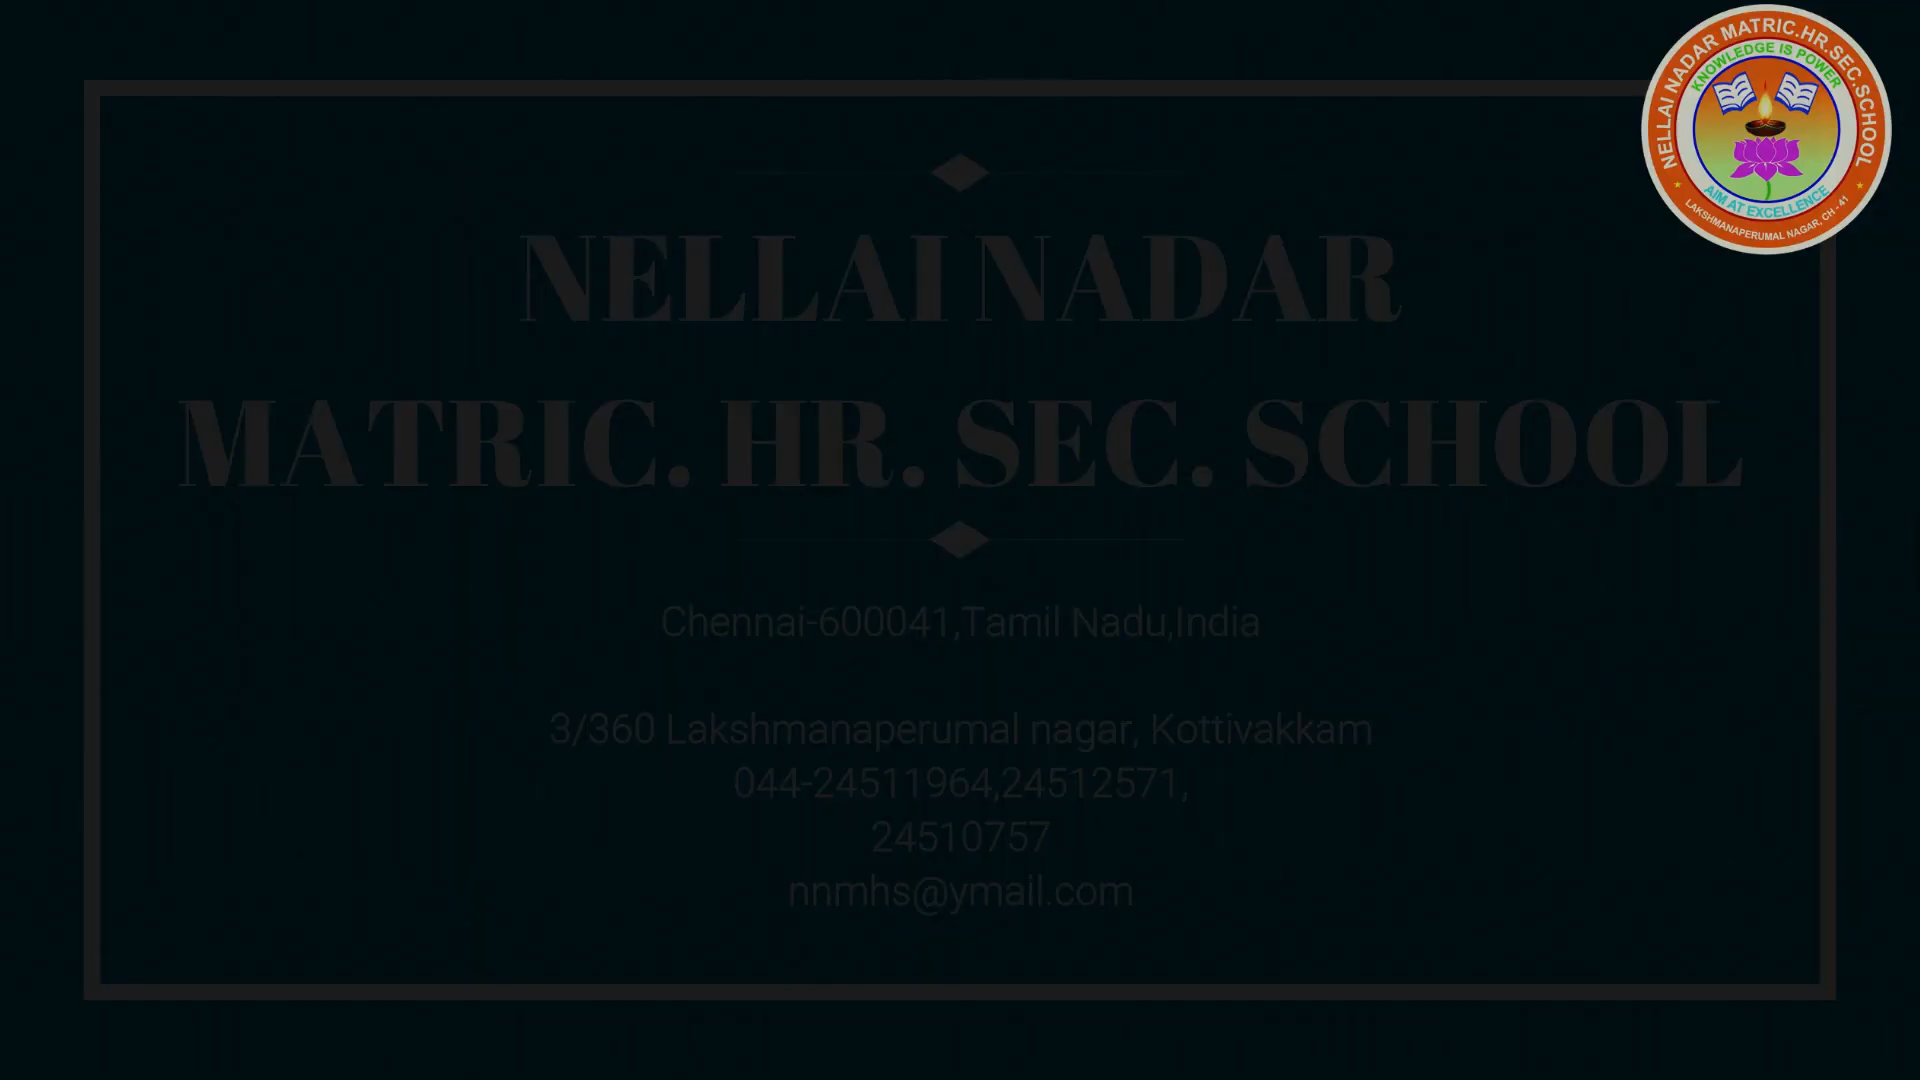 NELLAI NADAR MATRIC.HR.SEC.SCHOOL
KNOWLEDGE IS POWER
AIM AT EXCELLENCE
LAKSHMANAPERUMAL NAGAR, CH - 41
NELLAI NADAR
MATRIC. HR. SEC. SCHOOL
Chennai-600041,Tamil Nadu,India
3/360 Lakshmanaperumal nagar, Kottivakkam
044-24511964,24512571,
24510757
nnmhs@ymail.com